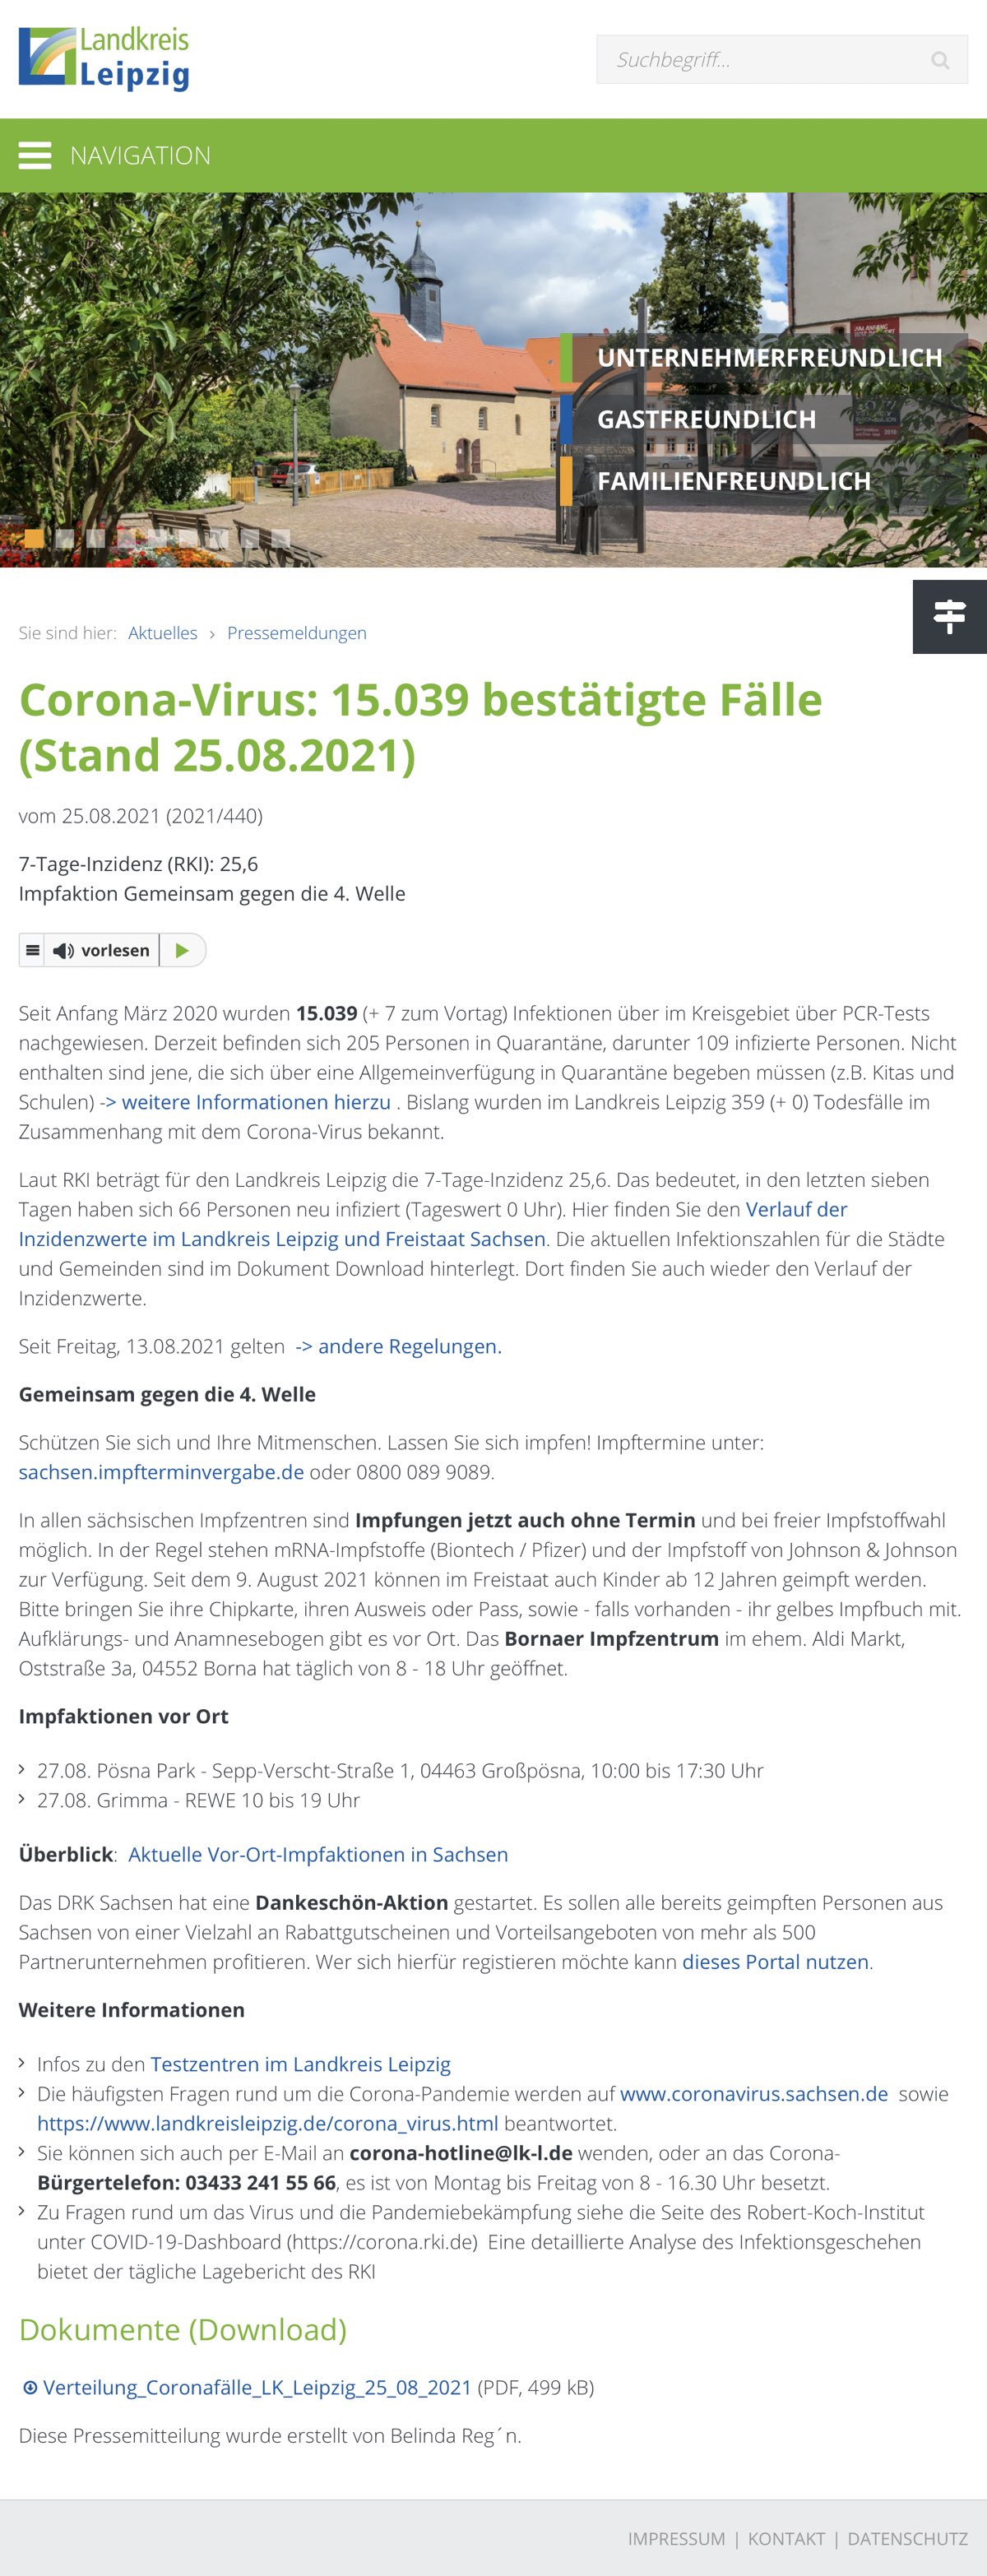 Landkreis
Leipzig
Suchbegriff...
NAVIGATION
UNTERNEHMERFREUNDLICH
GASTFREUNDLICH
FAMILIENFREUNDLICH
Sie sind hier: Aktuelles › Pressemeldungen
Corona-Virus: 15.039 bestätigte Fälle
(Stand 25.08.2021)
vom 25.08.2021 (2021/440)
7-Tage-Inzidenz (RKI): 25,6
Impfaktion Gemeinsam gegen die 4. Welle
vorlesen
Seit Anfang März 2020 wurden 15.039 (+ 7 zum Vortag) Infektionen über im Kreisgebiet über PCR-Tests
nachgewiesen. Derzeit befinden sich 205 Personen in Quarantäne, darunter 109 infizierte Personen. Nicht
enthalten sind jene, die sich über eine Allgemeinverfügung in Quarantäne begeben müssen (z.B. Kitas und
Schulen) -> weitere Informationen hierzu . Bislang wurden im Landkreis Leipzig 359 (+ 0) Todesfälle im
Zusammenhang mit dem Corona-Virus bekannt.
Laut RKI beträgt für den Landkreis Leipzig die 7-Tage-Inzidenz 25,6. Das bedeutet, in den letzten sieben
Tagen haben sich 66 Personen neu infiziert (Tageswert 0 Uhr). Hier finden Sie den Verlauf der
Inzidenzwerte im Landkreis Leipzig und Freistaat Sachsen. Die aktuellen Infektionszahlen für die Städte
und Gemeinden sind im Dokument Download hinterlegt. Dort finden Sie auch wieder den Verlauf der
Inzidenzwerte.
Seit Freitag, 13.08.2021 gelten -> andere Regelungen.
Gemeinsam gegen die 4. Welle
Schützen Sie sich und Ihre Mitmenschen. Lassen Sie sich impfen! Impftermine unter:
sachsen.impfterminvergabe.de oder 0800 089 9089.
In allen sächsischen Impfzentren sind Impfungen jetzt auch ohne Termin und bei freier Impfstoffwahl
möglich. In der Regel stehen mRNA-Impfstoffe (Biontech / Pfizer) und der Impfstoff von Johnson & Johnson
zur Verfügung. Seit dem 9. August 2021 können im Freistaat auch Kinder ab 12 Jahren geimpft werden.
Bitte bringen Sie ihre Chipkarte, ihren Ausweis oder Pass, sowie - falls vorhanden - ihr gelbes Impfbuch mit.
Aufklärungs- und Anamnesebogen gibt es vor Ort. Das Bornaer Impfzentrum im ehem. Aldi Markt,
Oststraße 3a, 04552 Borna hat täglich von 8 - 18 Uhr geöffnet.
Impfaktionen vor Ort
27.08. Pösna Park - Sepp-Verscht-Straße 1, 04463 Großpösna, 10:00 bis 17:30 Uhr
27.08. Grimma - REWE 10 bis 19 Uhr
Überblick: Aktuelle Vor-Ort-Impfaktionen in Sachsen
Das DRK Sachsen hat eine Dankeschön-Aktion gestartet. Es sollen alle bereits geimpften Personen aus
Sachsen von einer Vielzahl an Rabattgutscheinen und Vorteilsangeboten von mehr als 500
Partnerunternehmen profitieren. Wer sich hierfür registieren möchte kann dieses Portal nutzen.
Weitere Informationen
Infos zu den Testzentren im Landkreis Leipzig
Die häufigsten Fragen rund um die Corona-Pandemie werden auf www.coronavirus.sachsen.de sowie
https://www.landkreisleipzig.de/corona_virus.html beantwortet.
Sie können sich auch per E-Mail an corona-hotline@lk-l.de wenden, oder an das Corona-
Bürgertelefon: 03433 241 55 66, es ist von Montag bis Freitag von 8 - 16.30 Uhr besetzt.
Zu Fragen rund um das Virus und die Pandemiebekämpfung siehe die Seite des Robert-Koch-Institut
unter COVID-19-Dashboard (https://corona.rki.de) Eine detaillierte Analyse des Infektionsgeschehen
bietet der tägliche Lagebericht des RKI
Dokumente (Download)
Verteilung_Coronafälle_LK_Leipzig_25_08_2021 (PDF, 499 kB)
Diese Pressemitteilung wurde erstellt von Belinda Reg´n.
IMPRESSUM | KONTAKT | DATENSCHUTZ